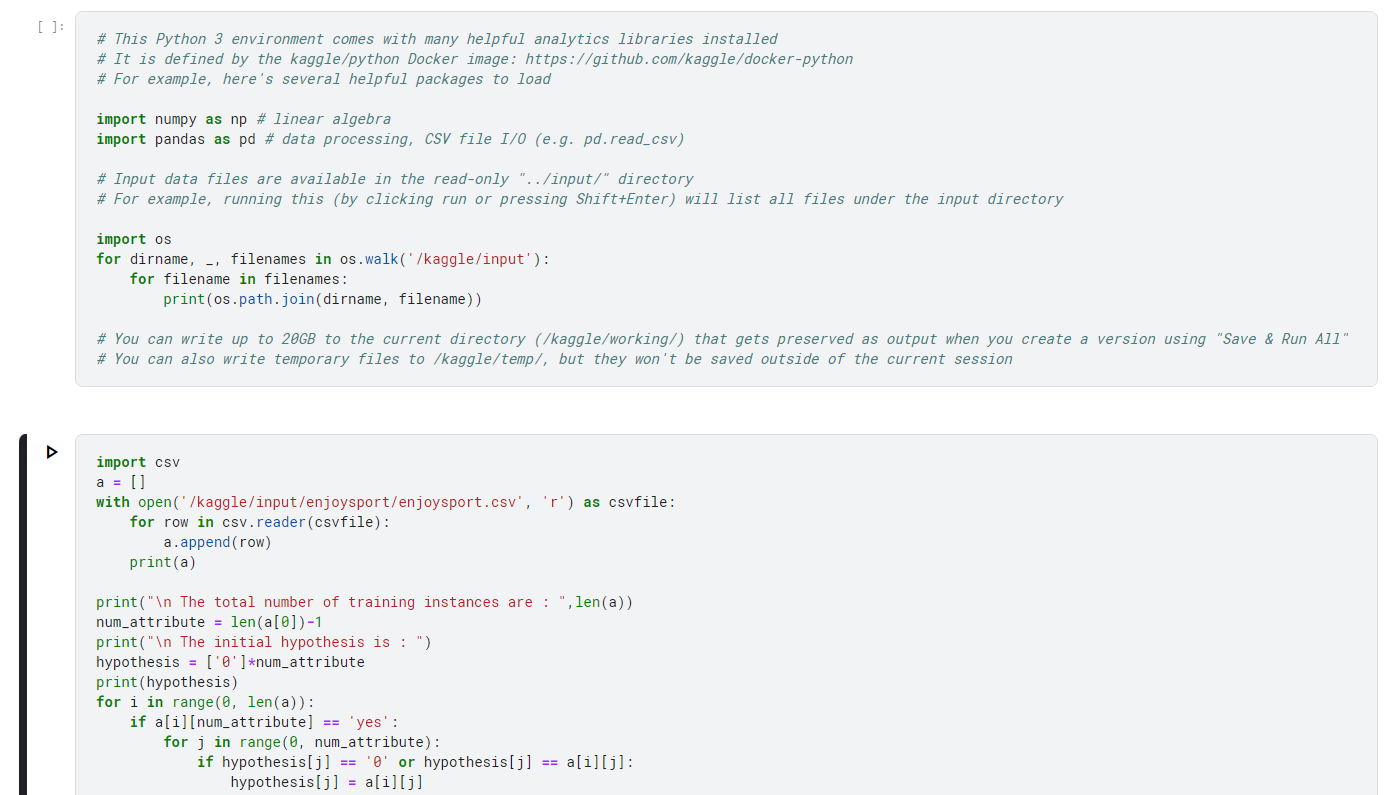 [ ]:
# This Python 3 environment comes with many helpful analytics libraries installed
# It is defined by the kaggle/python Docker image: https://github.com/kaggle/docker-python
# For example, here's several helpful packages to load

import numpy as np # linear algebra
import pandas as pd # data processing, CSV file I/O (e.g. pd.read_csv)

# Input data files are available in the read-only "../input/" directory
# For example, running this (by clicking run or pressing Shift+Enter) will list all files under the input directory

import os
for dirname, _, filenames in os.walk('/kaggle/input'):
    for filename in filenames:
        print(os.path.join(dirname, filename))

# You can write up to 20GB to the current directory (/kaggle/working/) that gets preserved as output when you create a version using "Save & Run All"
# You can also write temporary files to /kaggle/temp/, but they won't be saved outside of the current session

import csv
a = []
with open('/kaggle/input/enjoysport/enjoysport.csv', 'r') as csvfile:
    for row in csv.reader(csvfile):
        a.append(row)
    print(a)

print("\n The total number of training instances are : ",len(a))
num_attribute = len(a[0])-1
print("\n The initial hypothesis is : ")
hypothesis = ['0']*num_attribute
print(hypothesis)
for i in range(0, len(a)):
    if a[i][num_attribute] == 'yes':
        for j in range(0, num_attribute):
            if hypothesis[j] == '0' or hypothesis[j] == a[i][j]:
                hypothesis[j] = a[i][j]